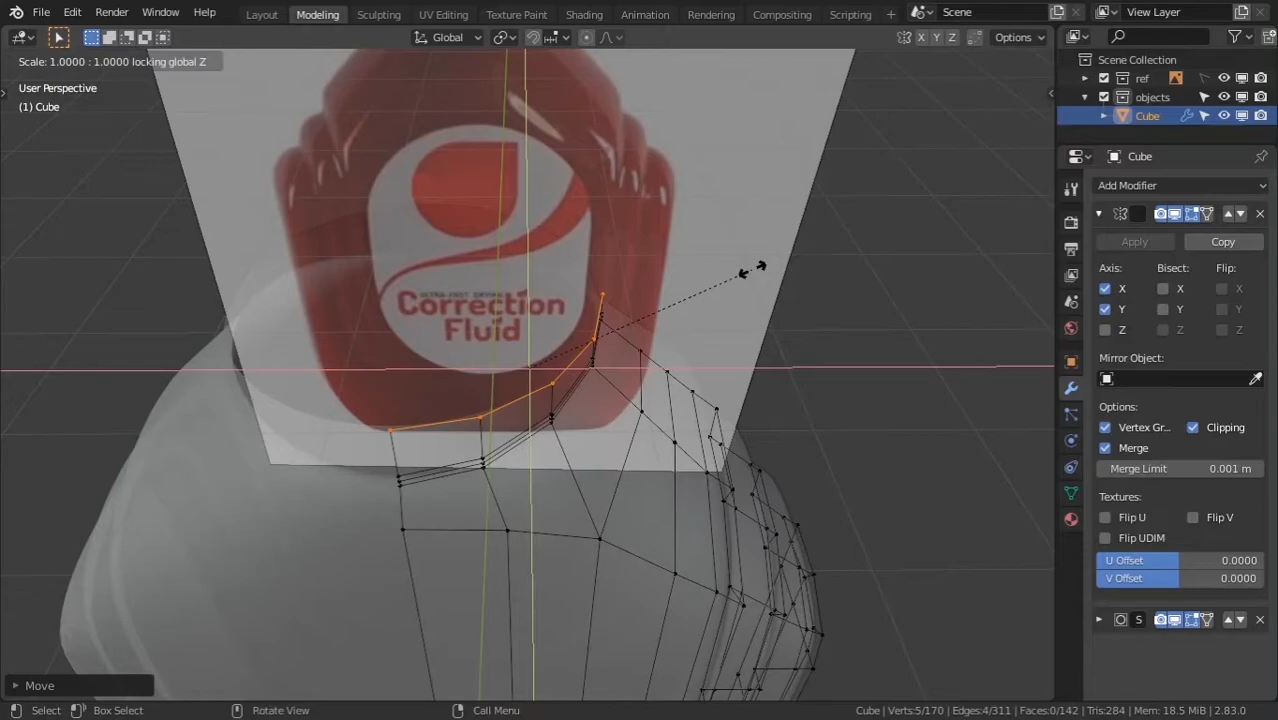 File Edit Render Window Help Layout Modeling Sculpting UV Editing Texture Paint Shading Animation Rendering Compositing Scripting + Scene View Layer
Global X Y Z Options
Scale: 1.0000 : 1.0000 locking global Z
User Perspective
(1) Cube
ULTRA-FAST DRYING
Correction
Fluid
Move
Scene Collection
ref
objects
Cube
Cube
Add Modifier
Apply Copy
Axis: Bisect: Flip:
X X X
Y Y Y
Z Z Z
Mirror Object:
Options:
Vertex Gr... Clipping
Merge
Merge Limit 0.001 m
Textures:
Flip U Flip V
Flip UDIM
U Offset 0.0000
V Offset 0.0000
S
Select Box Select Rotate View Call Menu Cube | Verts:5/170 | Edges:4/311 | Faces:0/142 | Tris:284 | Mem: 18.5 MiB | 2.83.0